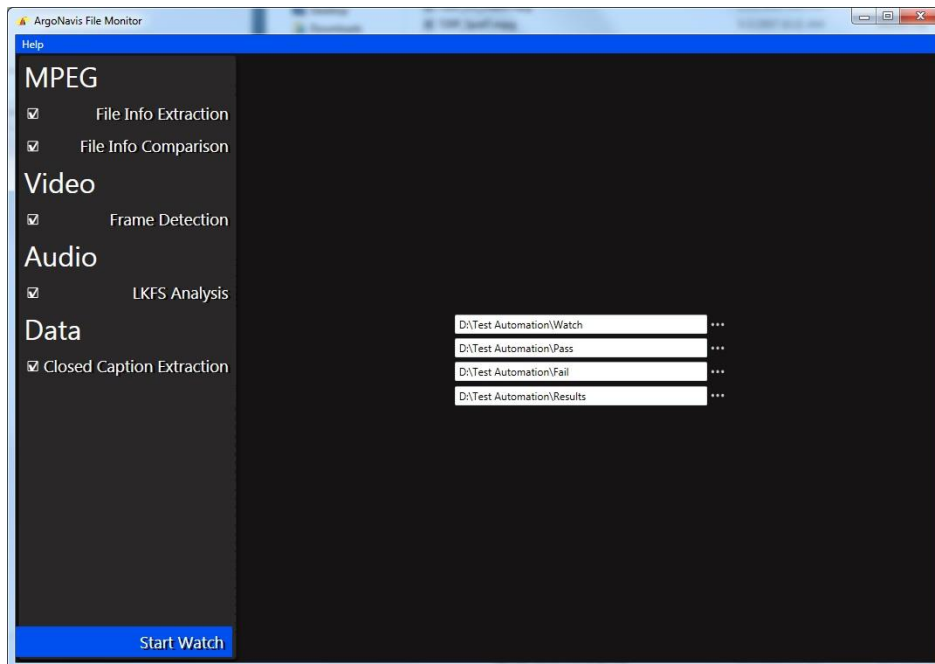 ArgoNavis File Monitor
Help
MPEG
File Info Extraction
File Info Comparison
Video
Frame Detection
Audio
LKFS Analysis
Data
Closed Caption Extraction
Start Watch
D:\Test Automation\Watch
D:\Test Automation\Pass
D:\Test Automation\Fail
D:\Test Automation\Results